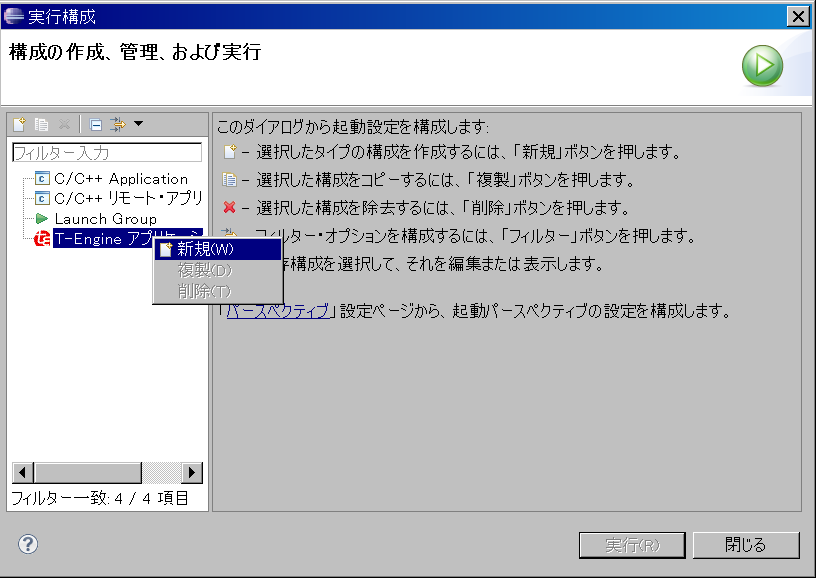 実行構成
構成の作成、管理、および実行
フィルター入力
C/C++ Application
C/C++ リモート・アプリ
Launch Group
T-Engine アプリケーシ
新規(W)
複製(D)
削除(T)
フィルター一致: 4 / 4 項目
このダイアログから起動設定を構成します:
- 選択したタイプの構成を作成するには、「新規」ボタンを押します。
- 選択した構成をコピーするには、「複製」ボタンを押します。
- 選択した構成を除去するには、「削除」ボタンを押します。
フィルター・オプションを構成するには、「フィルター」ボタンを押します。
存構成を選択して、それを編集または表示します。
「パースペクティブ」設定ページから、起動パースペクティブの設定を構成します。
実行(R)
閉じる